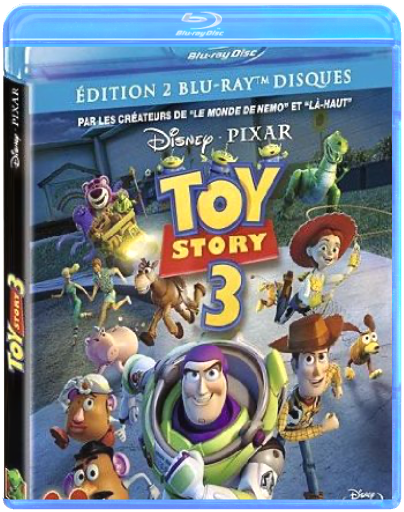 Blu-ray Disc
Blu-ray Disc
ÉDITION 2 BLU-RAY™ DISQUES
PAR LES CRÉATEURS DE "LE MONDE DE NEMO" ET "LÀ-HAUT"
Disney · PIXAR
TOY
STORY
3
Disney · PIXAR
TOY STORY 3
Disney